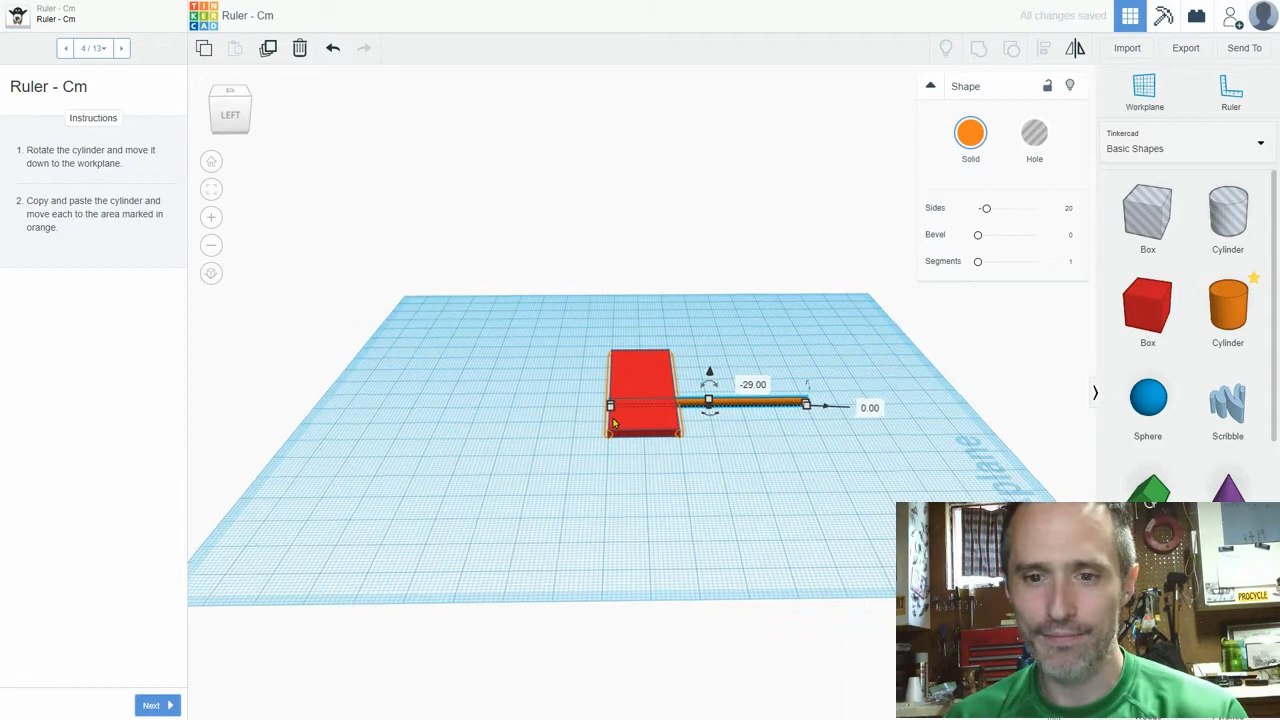 Ruler - Cm
Ruler - Cm
TIN
KER
CAD
Ruler - Cm
All changes saved
4 / 13
Import
Export
Send To
Ruler - Cm
Instructions
1. Rotate the cylinder and move it
down to the workplane.
2. Copy and paste the cylinder and
move each to the area marked in
orange.
Next
LEFT
-29.00
0.00
Shape
Solid
Hole
Sides
20
Bevel
0
Segments
1
Workplane
Ruler
Tinkercad
Basic Shapes
Box
Cylinder
Box
Cylinder
Sphere
Scribble
PROCYCLE